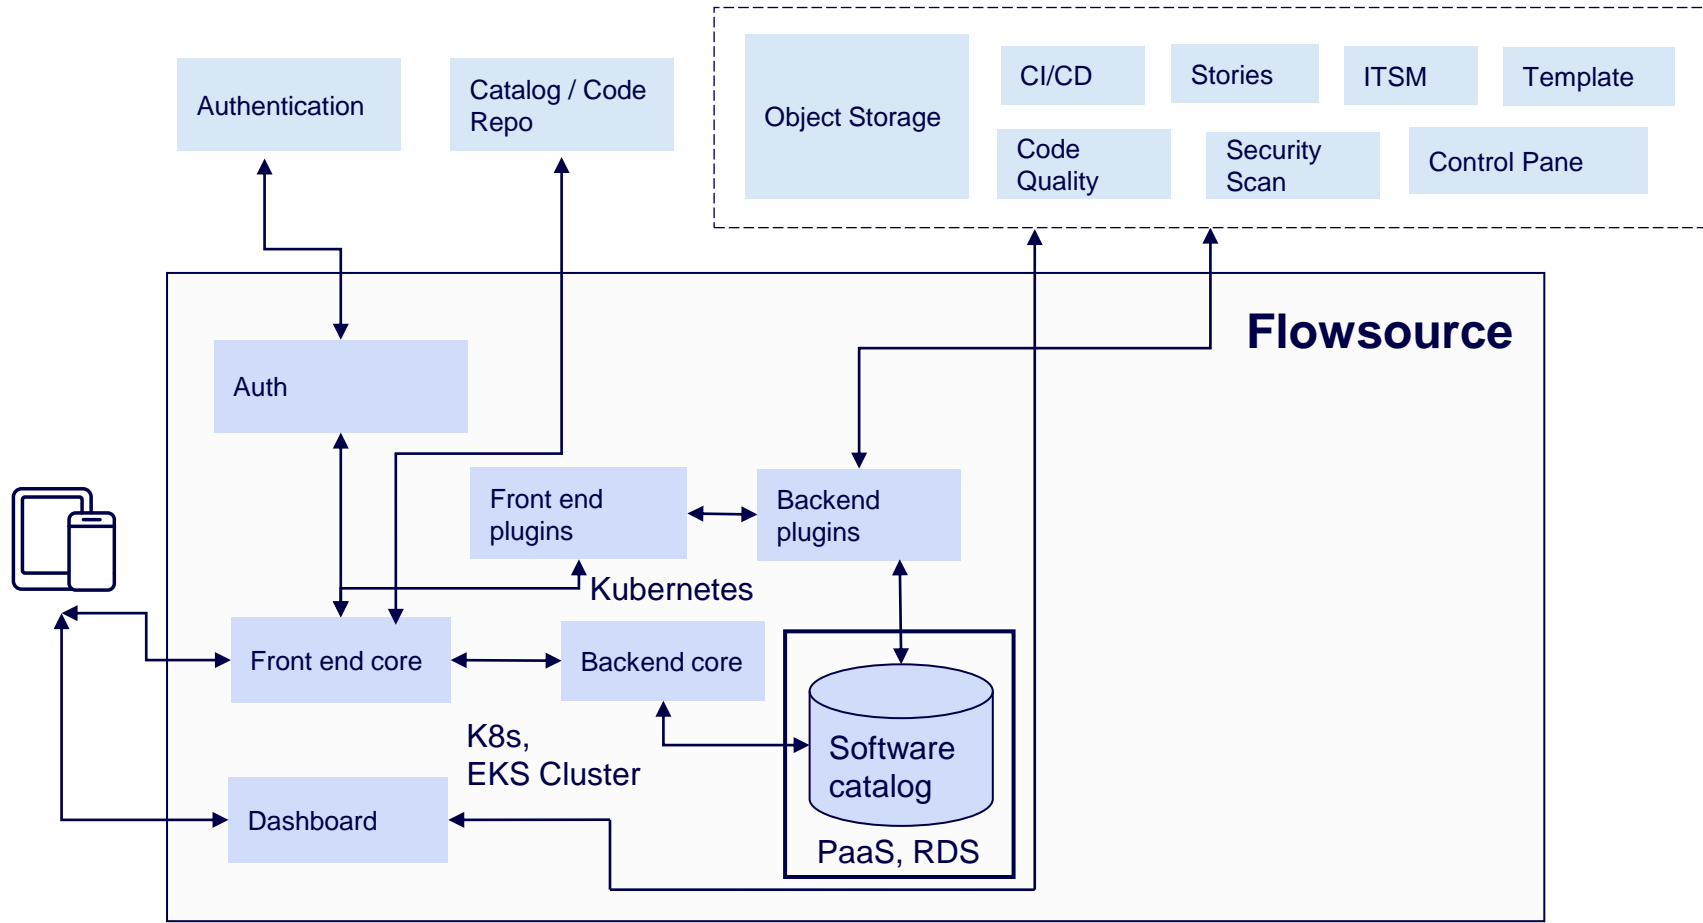 Authentication
Catalog / Code
Repo
Object Storage
CI/CD
Stories
ITSM
Template
Code
Quality
Security
Scan
Control Pane
Flowsource
Auth
Front end
plugins
Backend
plugins
Kubernetes
Front end core
Backend core
K8s,
EKS Cluster
Software
catalog
Dashboard
PaaS, RDS